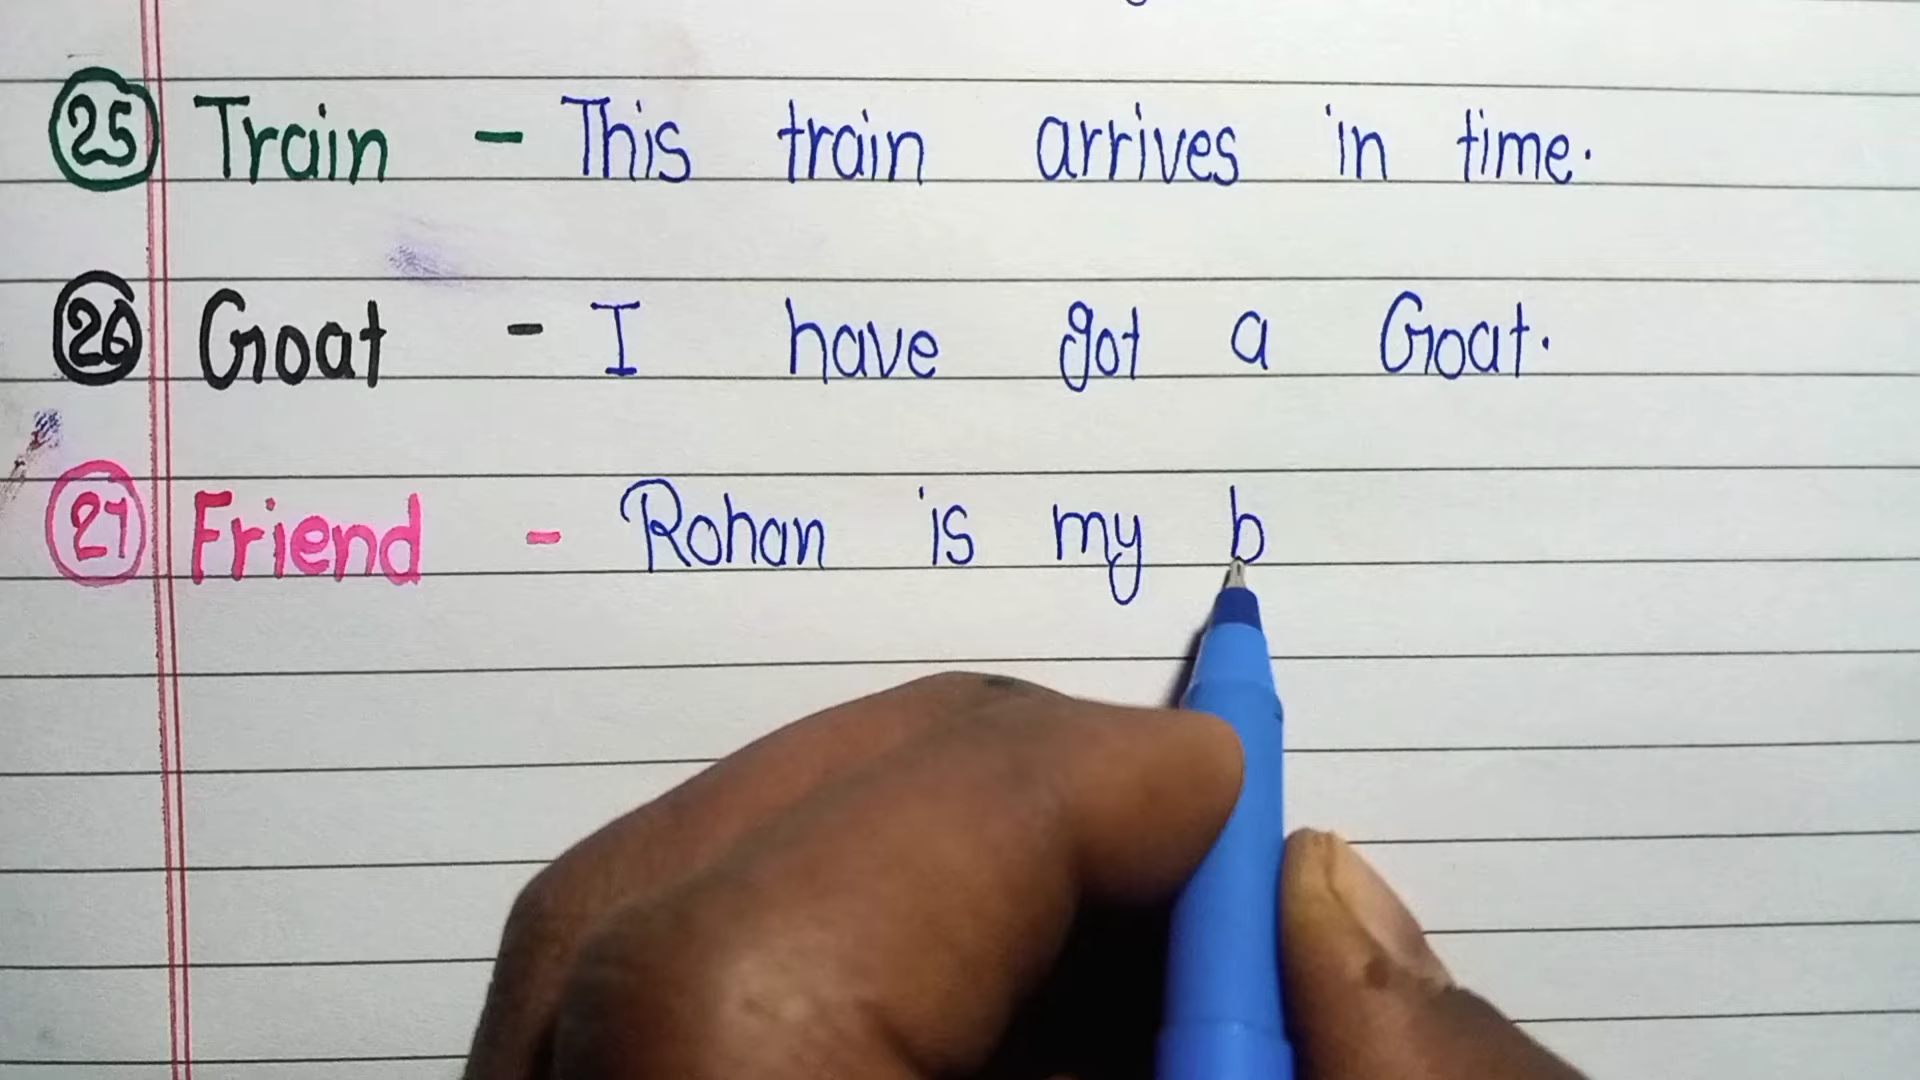 25 Train - This train arrives in time.
26 Goat - I have got a Goat.
27 Friend - Rohan is my b